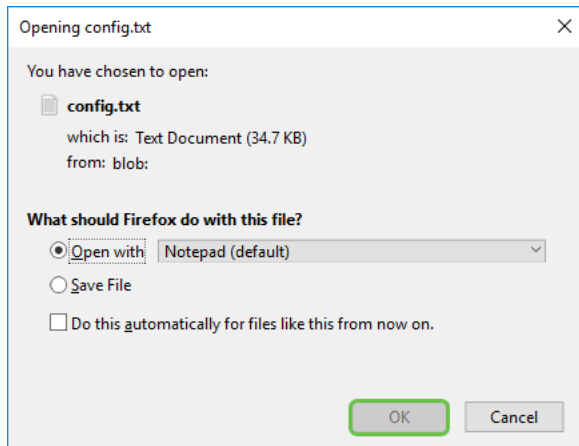 Opening config.txt
You have chosen to open:
config.txt
which is: Text Document (34.7 KB)
from: blob:
What should Firefox do with this file?
Open with Notepad (default)
Save File
Do this automatically for files like this from now on.
OK Cancel